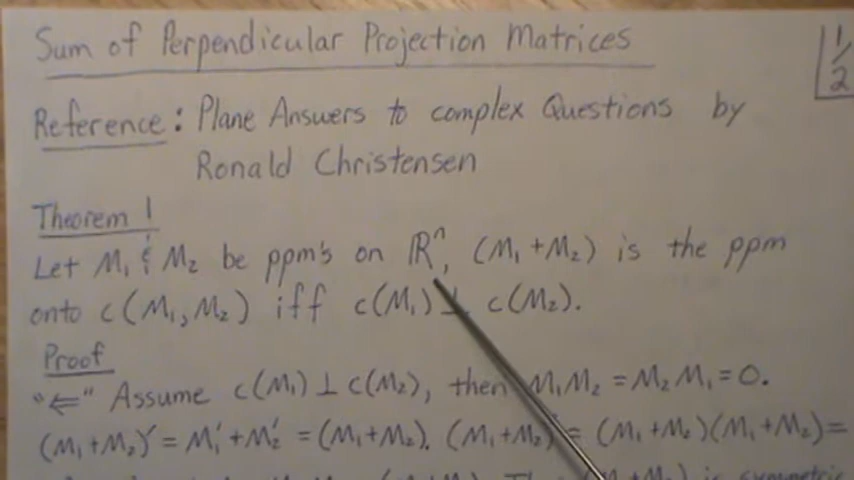 Sum of Perpendicular Projection Matrices
1/2
Reference: Plane Answers to complex Questions by
Ronald Christensen
Theorem 1
Let M₁ & M₂ be ppm's on ℝⁿ, (M₁+M₂) is the ppm
onto c(M₁,M₂) iff c(M₁) ⊥ c(M₂).
Proof
"⇐" Assume c(M₁) ⊥ c(M₂), then M₁M₂ = M₂M₁ = 0.
(M₁+M₂)' = M₁' + M₂' = (M₁+M₂). (M₁+M₂) = (M₁+M₂)(M₁+M₂) =
is symmetric